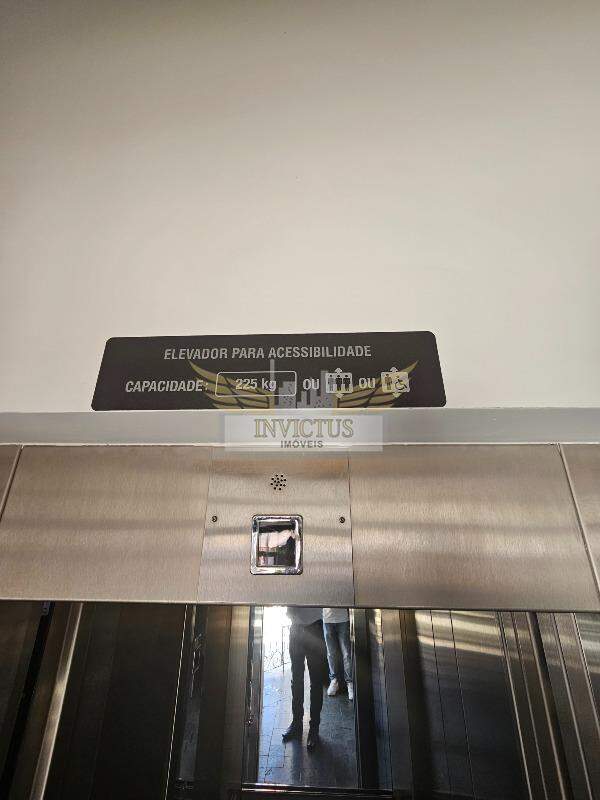 ELEVADOR PARA ACESSIBILIDADE
CAPACIDADE: 225 kg OU OU
INVICTUS
IMÓVEIS